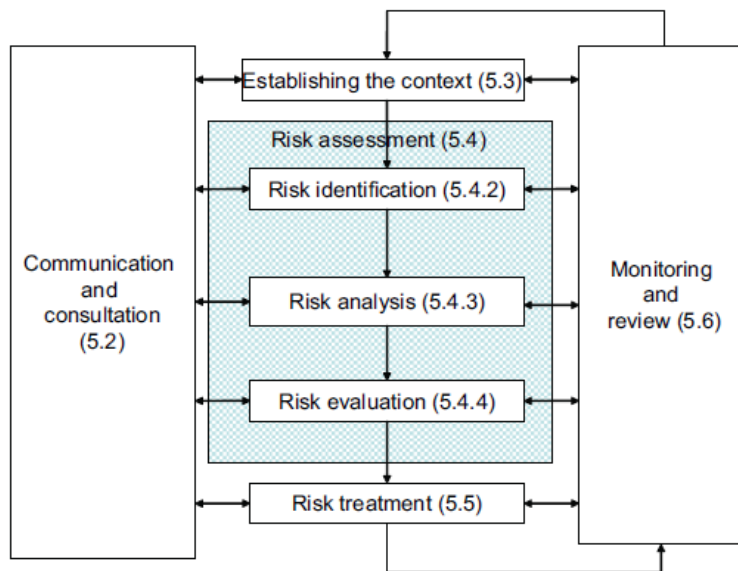 Establishing the context (5.3)
Risk assessment (5.4)
Risk identification (5.4.2)
Communication
and
consultation
(5.2)
Risk analysis (5.4.3)
Monitoring
and
review (5.6)
Risk evaluation (5.4.4)
Risk treatment (5.5)